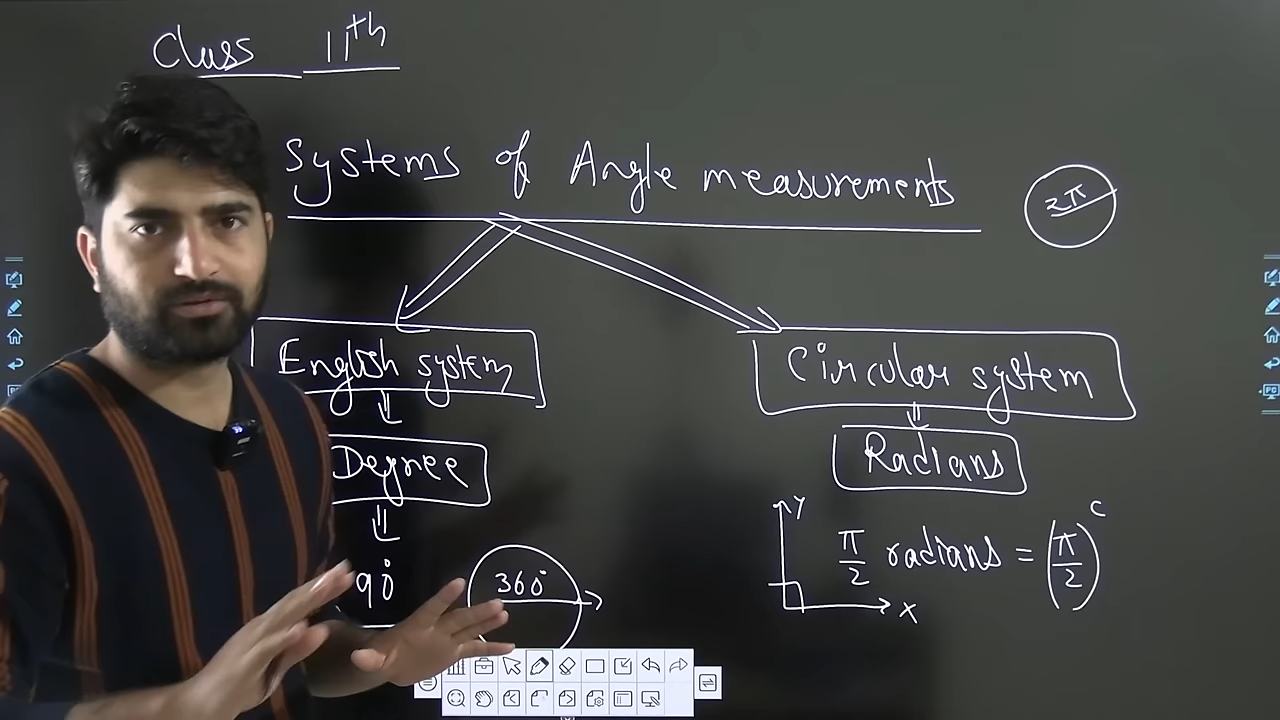 Class 11th
Systems of Angle measurements
2π
English system
Circular system
Degree
Radians
90°
360°
Y
X
π/2 radians = (π/2)ᶜ